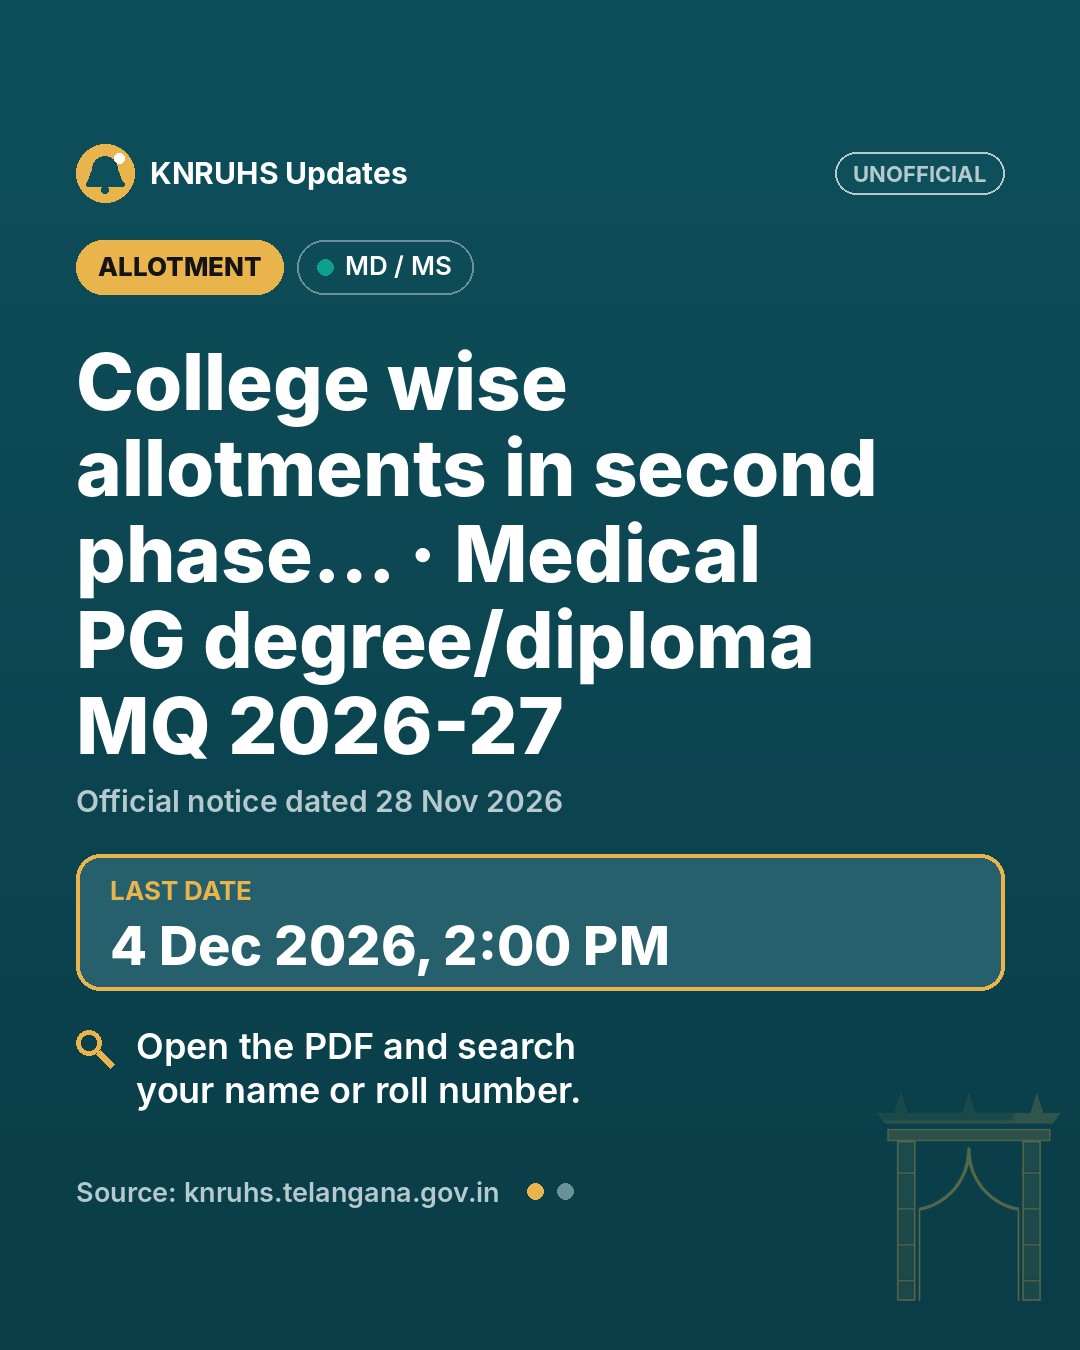 KNRUHS Updates
UNOFFICIAL
ALLOTMENT
MD / MS
College wise
allotments in second
phase... · Medical
PG degree/diploma
MQ 2026-27
Official notice dated 28 Nov 2026
LAST DATE
4 Dec 2026, 2:00 PM
Open the PDF and search
your name or roll number.
Source: knruhs.telangana.gov.in